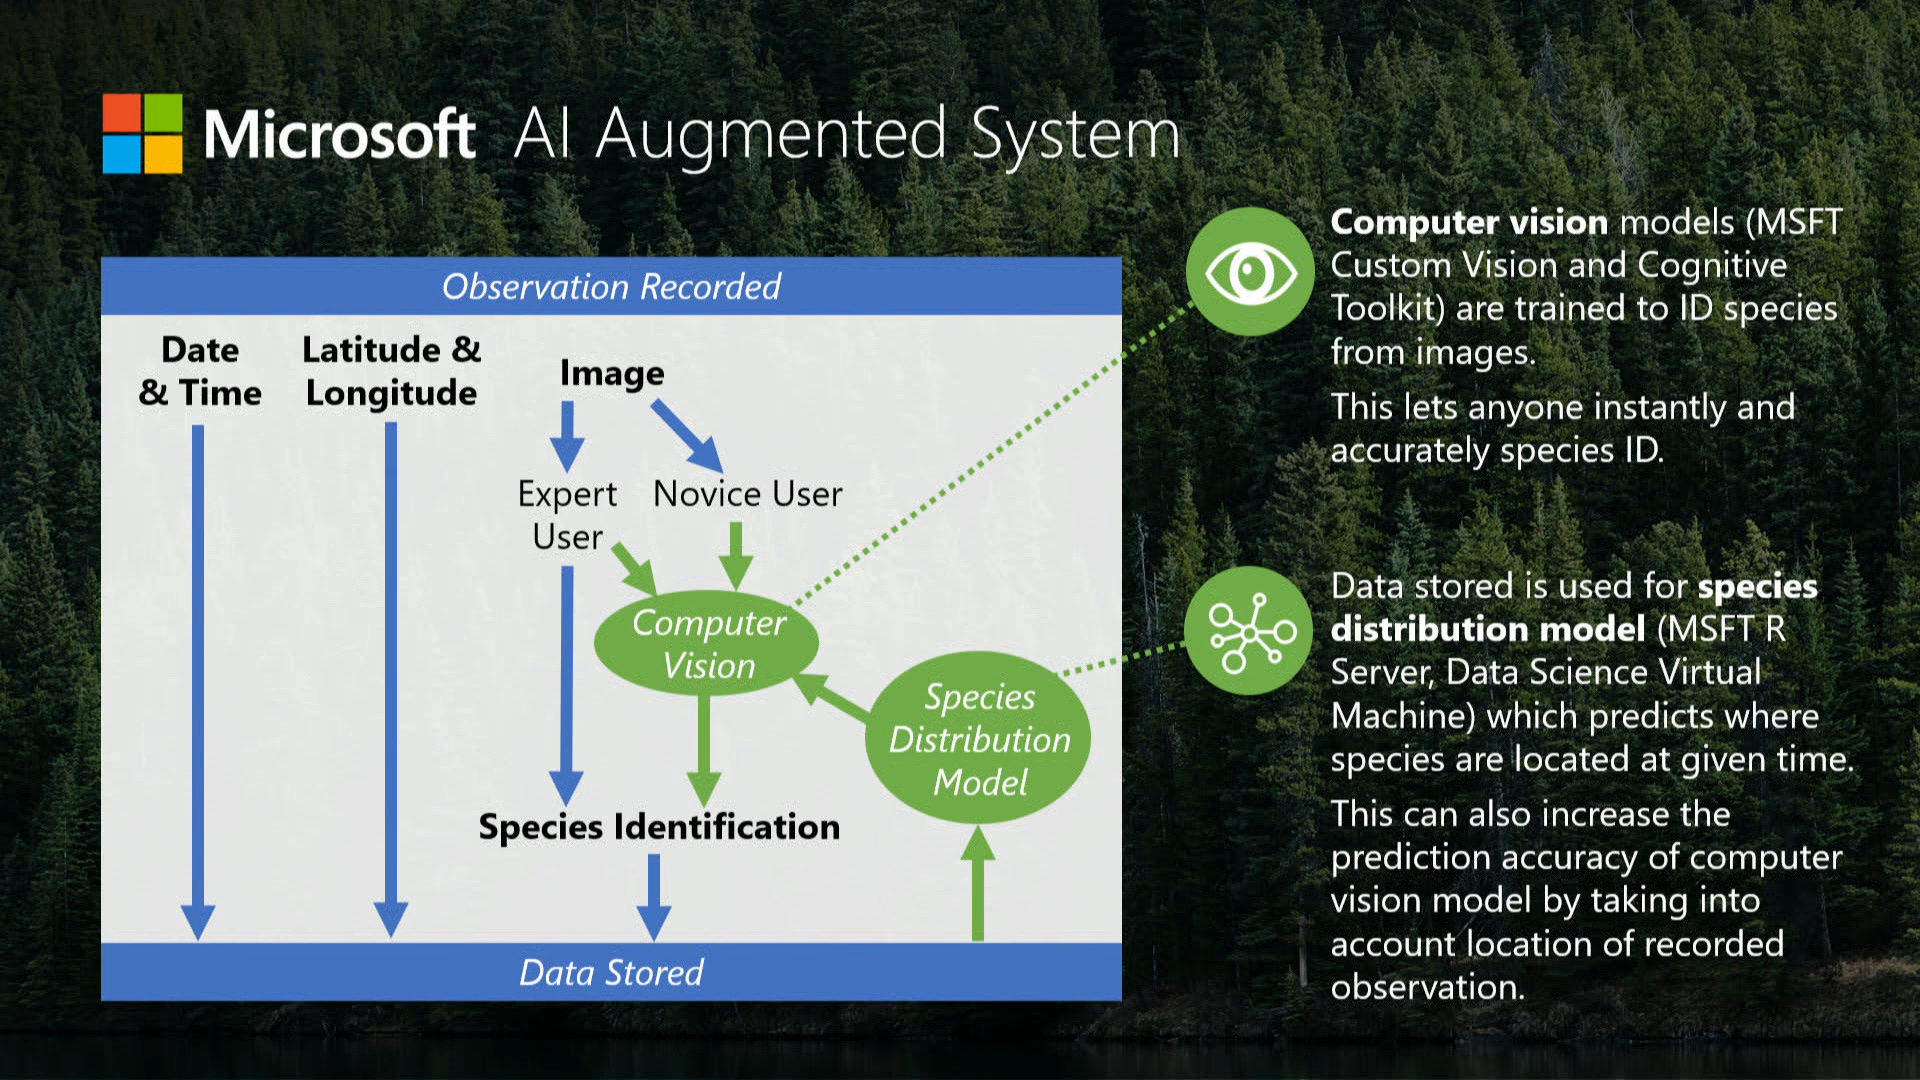 Microsoft AI Augmented System
Observation Recorded
Date
& Time
Latitude &
Longitude
Image
Expert
User
Novice User
Computer
Vision
Species
Distribution
Model
Species Identification
Data Stored
Computer vision models (MSFT
Custom Vision and Cognitive
Toolkit) are trained to ID species
from images.
This lets anyone instantly and
accurately species ID.
Data stored is used for species
distribution model (MSFT R
Server, Data Science Virtual
Machine) which predicts where
species are located at given time.
This can also increase the
prediction accuracy of computer
vision model by taking into
account location of recorded
observation.